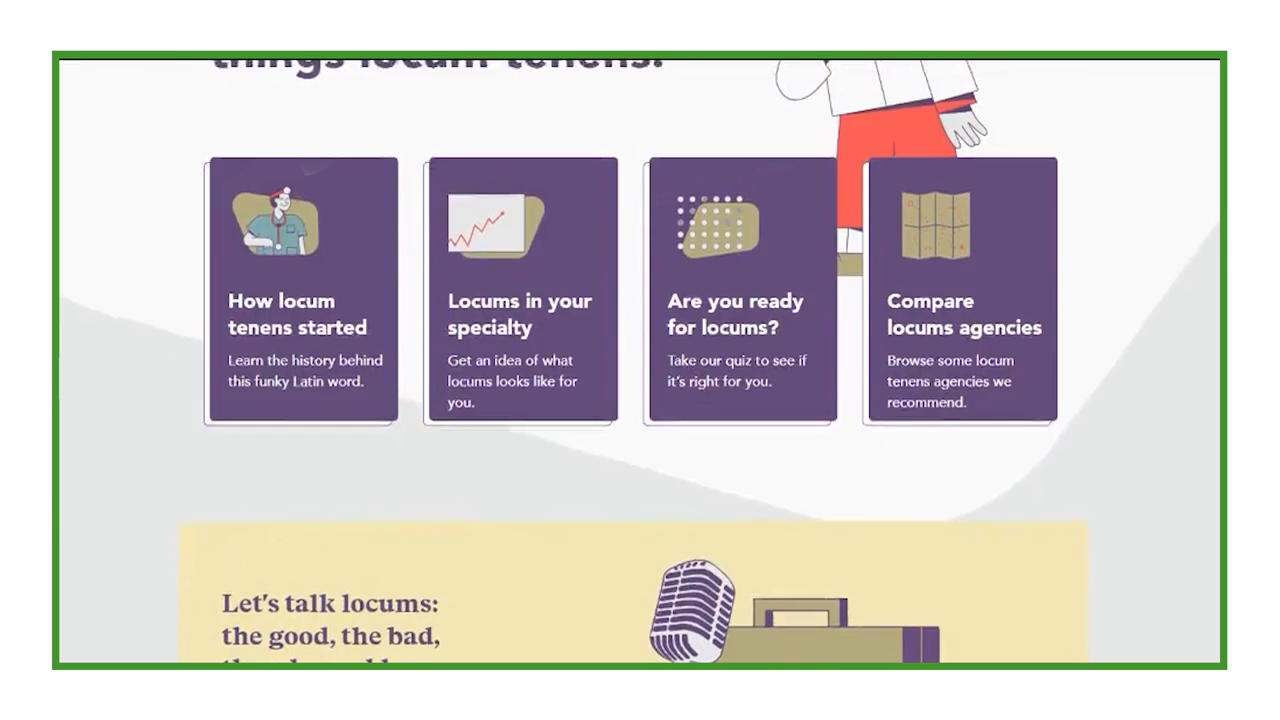 things locum tenens.
How locum
tenens started
Learn the history behind
this funky Latin word.
Locums in your
specialty
Get an idea of what
locums looks like for
you.
Are you ready
for locums?
Take our quiz to see if
it's right for you.
Compare
locums agencies
Browse some locum
tenens agencies we
recommend.
Let's talk locums:
the good, the bad,